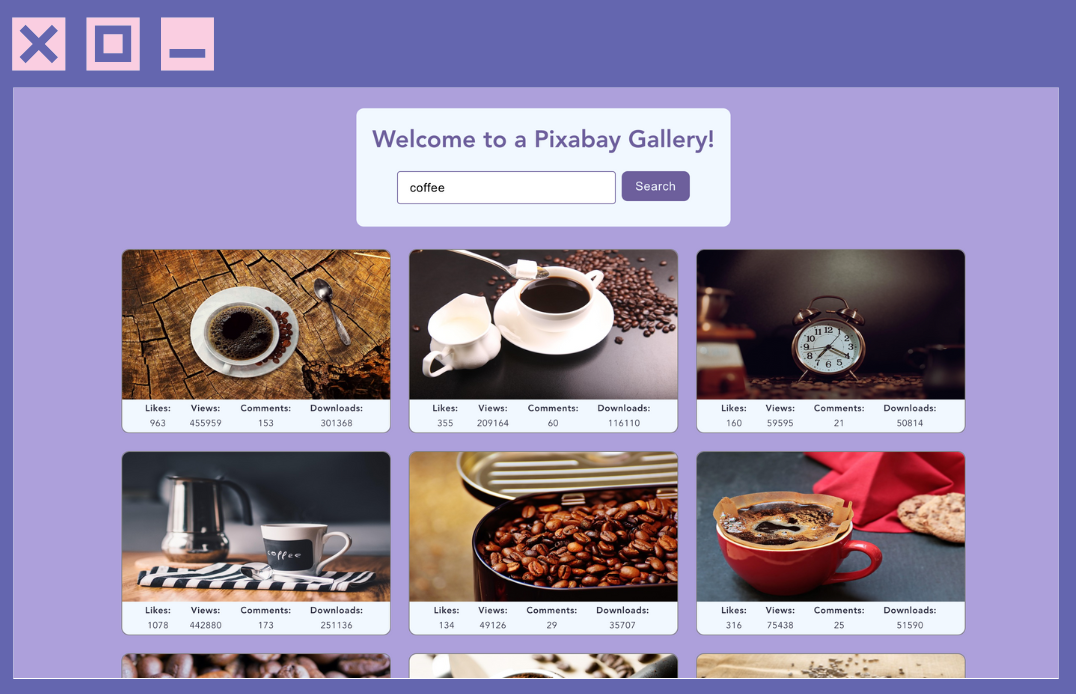 Welcome to a Pixabay Gallery!
coffee
Search
Likes: Views: Comments: Downloads:
963 455959 153 301368
Likes: Views: Comments: Downloads:
355 209164 60 116110
12
Likes: Views: Comments: Downloads:
160 59595 21 50814
coffee
Likes: Views: Comments: Downloads:
1078 442880 173 251136
Likes: Views: Comments: Downloads:
134 49126 29 35707
Likes: Views: Comments: Downloads:
316 75438 25 51590